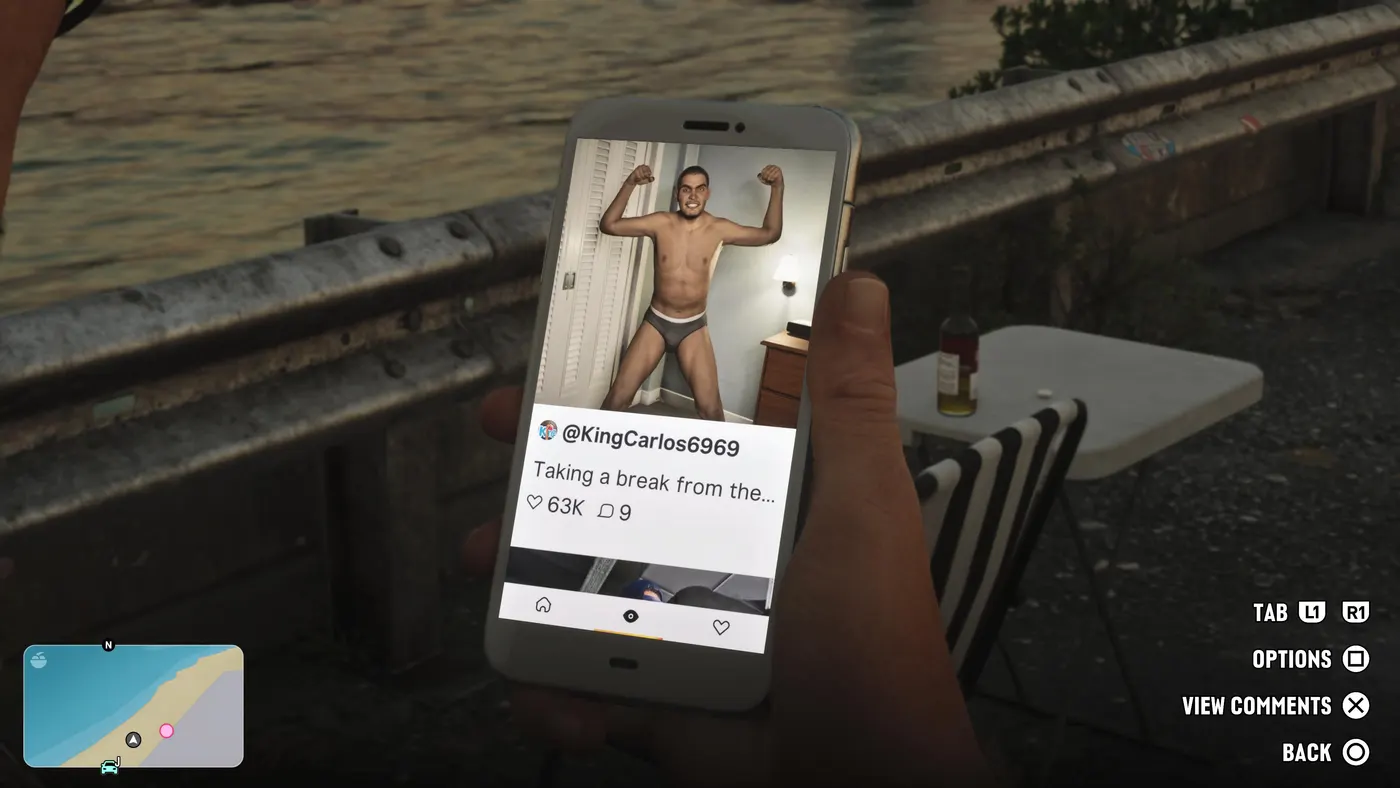 @KingCarlos6969
Taking a break from the...
63K 9
TAB L1 R1
OPTIONS
VIEW COMMENTS
BACK
N
J